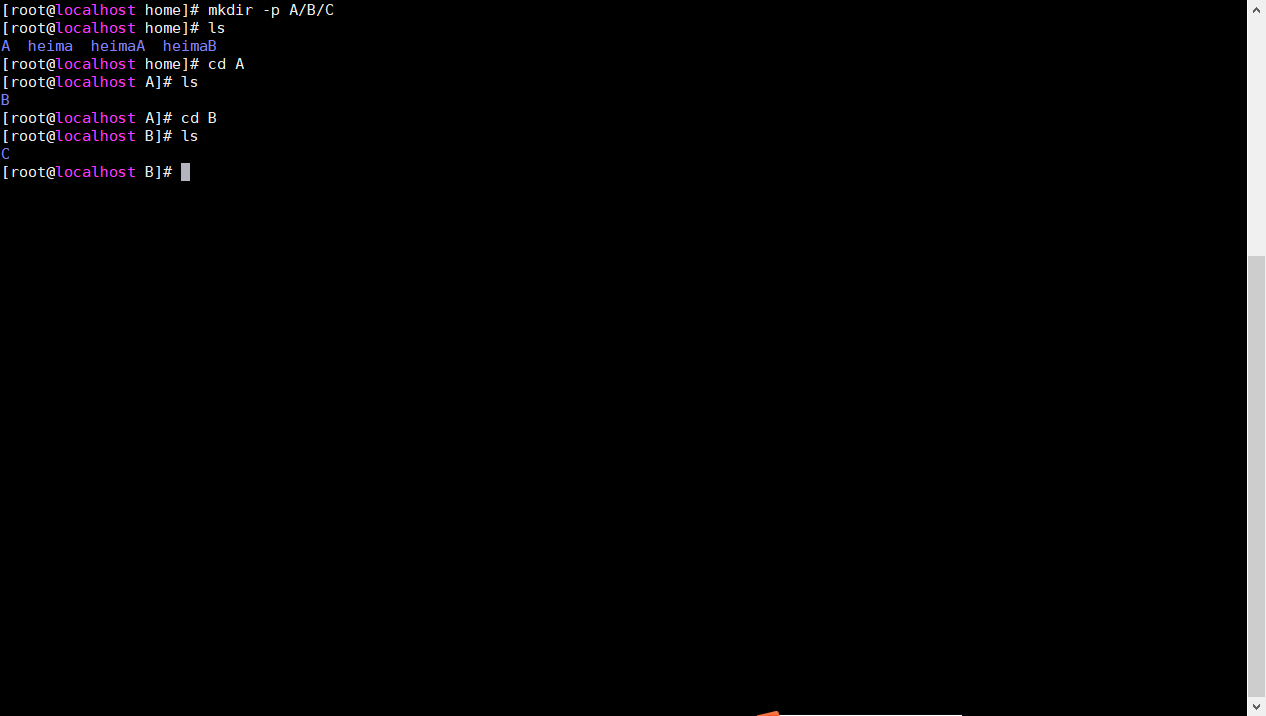 [root@localhost home]# mkdir -p A/B/C
[root@localhost home]# ls
A  heima  heimaA  heimaB
[root@localhost home]# cd A
[root@localhost A]# ls
B
[root@localhost A]# cd B
[root@localhost B]# ls
C
[root@localhost B]#